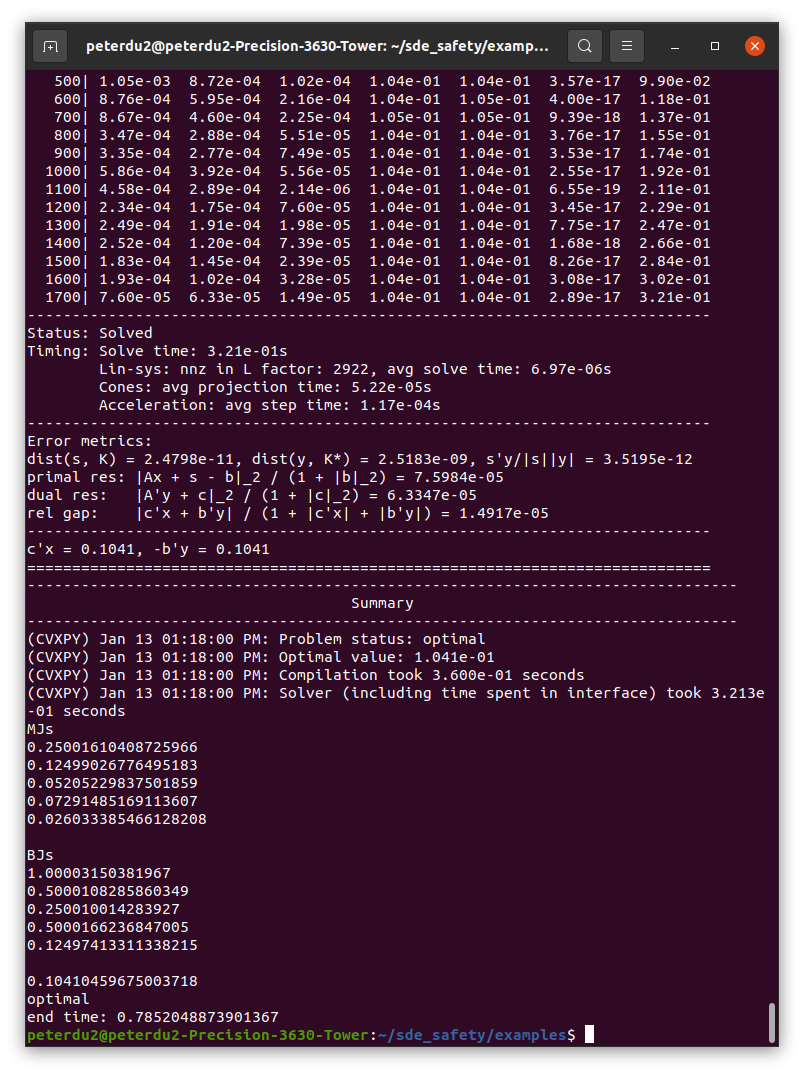 peterdu2@peterdu2-Precision-3630-Tower: ~/sde_safety/examp...
   500| 1.05e-03  8.72e-04  1.02e-04  1.04e-01  1.04e-01  3.57e-17  9.90e-02
   600| 8.76e-04  5.95e-04  2.16e-04  1.04e-01  1.05e-01  4.00e-17  1.18e-01
   700| 8.67e-04  4.60e-04  2.25e-04  1.05e-01  1.05e-01  9.39e-18  1.37e-01
   800| 3.47e-04  2.88e-04  5.51e-05  1.04e-01  1.04e-01  3.76e-17  1.55e-01
   900| 3.35e-04  2.77e-04  7.49e-05  1.04e-01  1.04e-01  3.53e-17  1.74e-01
  1000| 5.86e-04  3.92e-04  5.56e-05  1.04e-01  1.04e-01  2.55e-17  1.92e-01
  1100| 4.58e-04  2.89e-04  2.14e-06  1.04e-01  1.04e-01  6.55e-19  2.11e-01
  1200| 2.34e-04  1.75e-04  7.60e-05  1.04e-01  1.04e-01  3.45e-17  2.29e-01
  1300| 2.49e-04  1.91e-04  1.98e-05  1.04e-01  1.04e-01  7.75e-17  2.47e-01
  1400| 2.52e-04  1.20e-04  7.39e-05  1.04e-01  1.04e-01  1.68e-18  2.66e-01
  1500| 1.83e-04  1.45e-04  2.39e-05  1.04e-01  1.04e-01  8.26e-17  2.84e-01
  1600| 1.93e-04  1.02e-04  3.28e-05  1.04e-01  1.04e-01  3.08e-17  3.02e-01
  1700| 7.60e-05  6.33e-05  1.49e-05  1.04e-01  1.04e-01  2.89e-17  3.21e-01
----------------------------------------------------------------------------
Status: Solved
Timing: Solve time: 3.21e-01s
        Lin-sys: nnz in L factor: 2922, avg solve time: 6.97e-06s
        Cones: avg projection time: 5.22e-05s
        Acceleration: avg step time: 1.17e-04s
----------------------------------------------------------------------------
Error metrics:
dist(s, K) = 2.4798e-11, dist(y, K*) = 2.5183e-09, s'y/|s||y| = 3.5195e-12
primal res: |Ax + s - b|_2 / (1 + |b|_2) = 7.5984e-05
dual res:   |A'y + c|_2 / (1 + |c|_2) = 6.3347e-05
rel gap:    |c'x + b'y| / (1 + |c'x| + |b'y|) = 1.4917e-05
----------------------------------------------------------------------------
c'x = 0.1041, -b'y = 0.1041
============================================================================
-------------------------------------------------------------------------------
                                    Summary
-------------------------------------------------------------------------------
(CVXPY) Jan 13 01:18:00 PM: Problem status: optimal
(CVXPY) Jan 13 01:18:00 PM: Optimal value: 1.041e-01
(CVXPY) Jan 13 01:18:00 PM: Compilation took 3.600e-01 seconds
(CVXPY) Jan 13 01:18:00 PM: Solver (including time spent in interface) took 3.213e
-01 seconds
MJs
0.25001610408725966
0.12499026776495183
0.05205229837501859
0.07291485169113607
0.026033385466128208

BJs
1.00003150381967
0.5000108285860349
0.250010014283927
0.5000166236847005
0.12497413311338215

0.10410459675003718
optimal
end time: 0.7852048873901367
peterdu2@peterdu2-Precision-3630-Tower:~/sde_safety/examples$